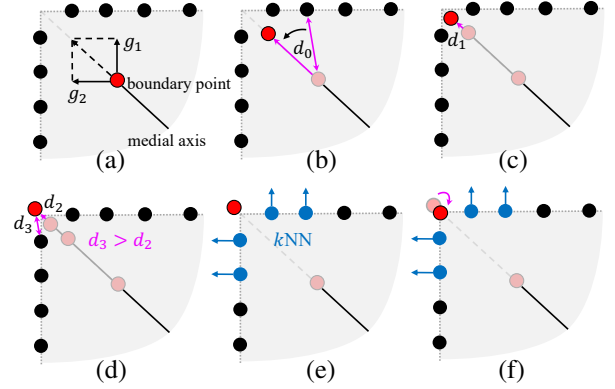 g₁
g₂
boundary point
medial axis
(a)
d₀
(b)
d₁
(c)
d₂
d₃
d₃ > d₂
(d)
kNN
(e)
(f)